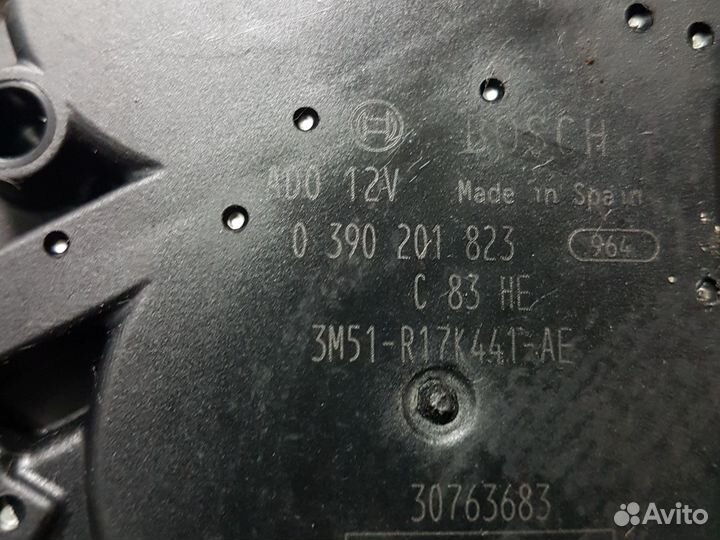 BOSCH
ADO 12V Made in Spain
0 390 201 823 964
C 83 HE
3M51-R17K441-AE
30763683
Avito